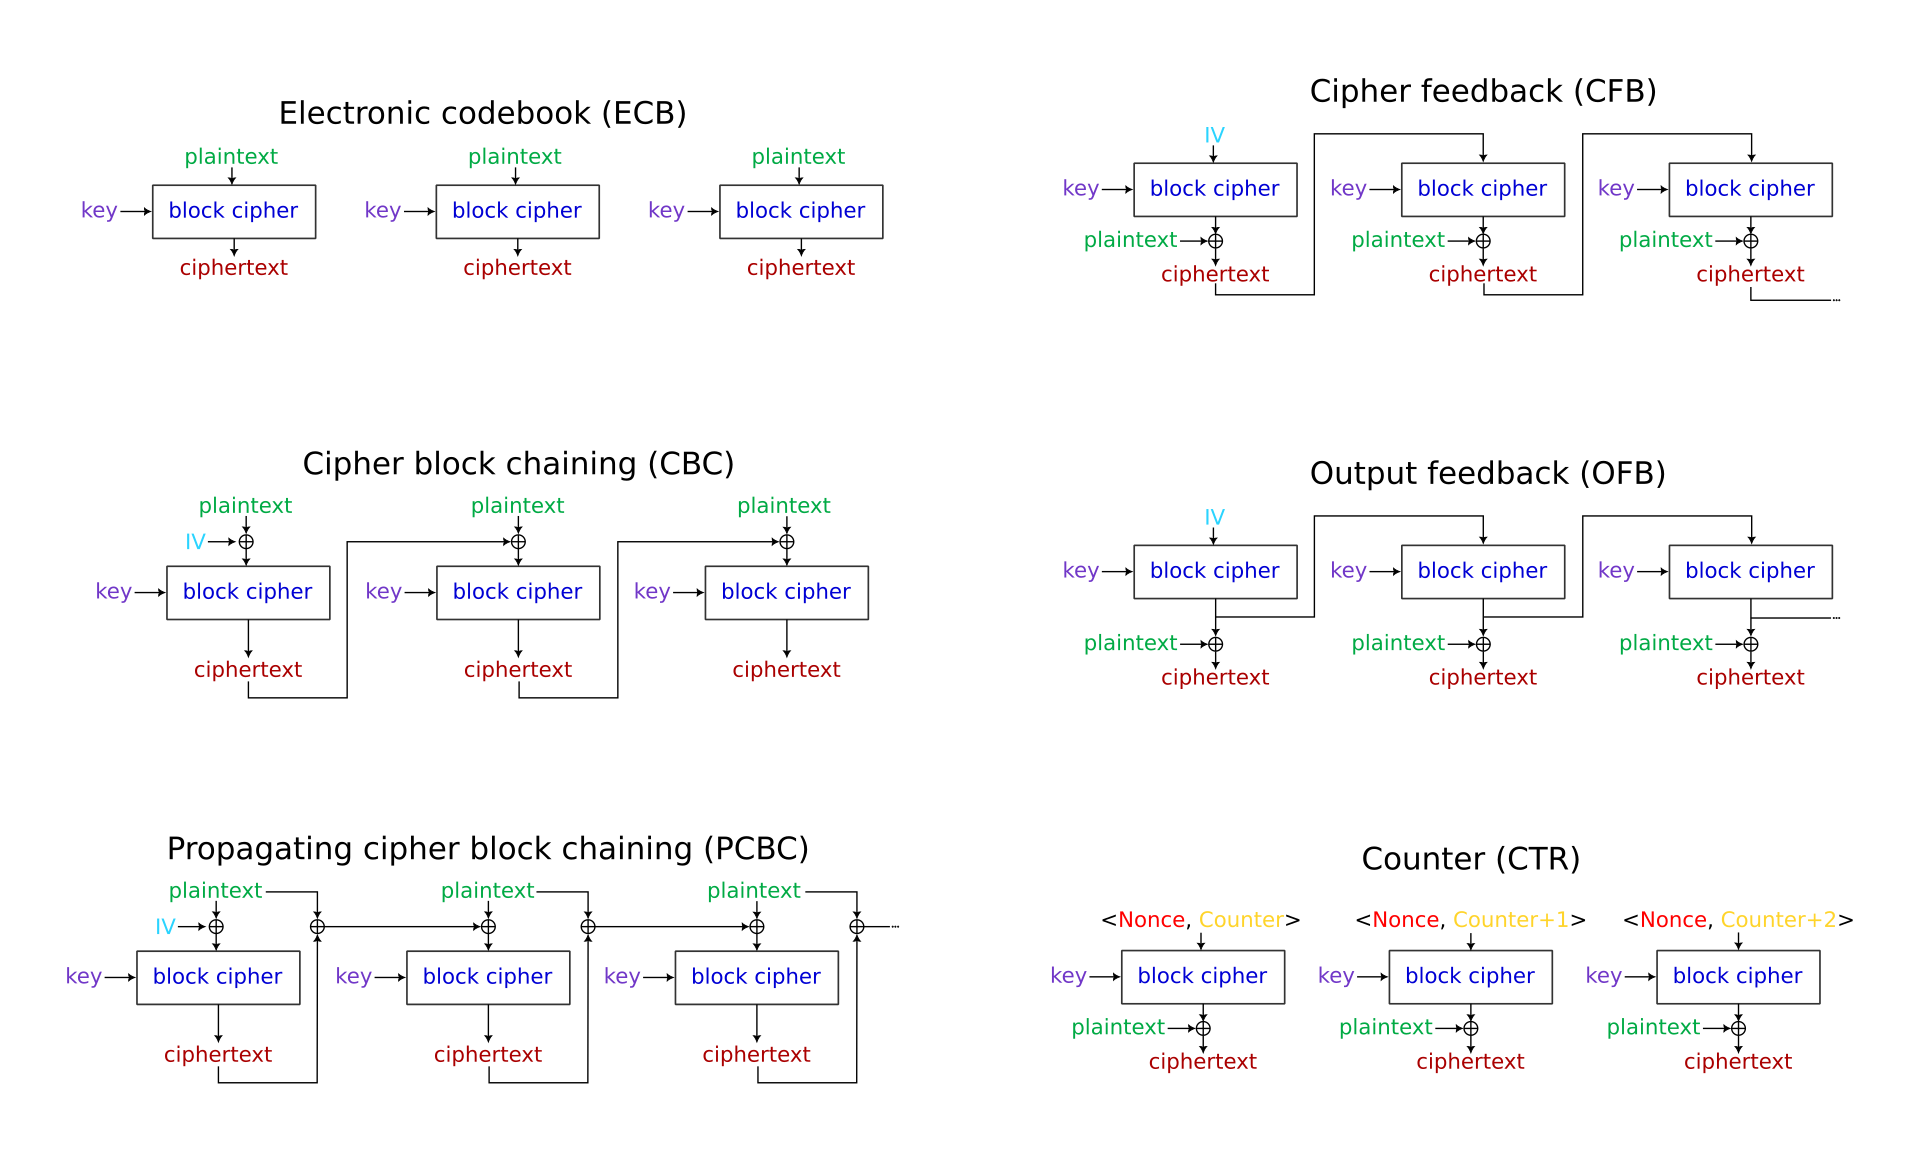 Electronic codebook (ECB)
plaintext plaintext plaintext
key block cipher key block cipher key block cipher
ciphertext ciphertext ciphertext
Cipher feedback (CFB)
IV
key block cipher key block cipher key block cipher
plaintext plaintext plaintext
ciphertext ciphertext ciphertext
...
Cipher block chaining (CBC)
plaintext plaintext plaintext
IV
key block cipher key block cipher key block cipher
ciphertext ciphertext ciphertext
Output feedback (OFB)
IV
key block cipher key block cipher key block cipher
...
plaintext plaintext plaintext
ciphertext ciphertext ciphertext
Propagating cipher block chaining (PCBC)
plaintext plaintext plaintext
IV ...
key block cipher key block cipher key block cipher
ciphertext ciphertext ciphertext
Counter (CTR)
<Nonce, Counter> <Nonce, Counter+1> <Nonce, Counter+2>
key block cipher key block cipher key block cipher
plaintext plaintext plaintext
ciphertext ciphertext ciphertext